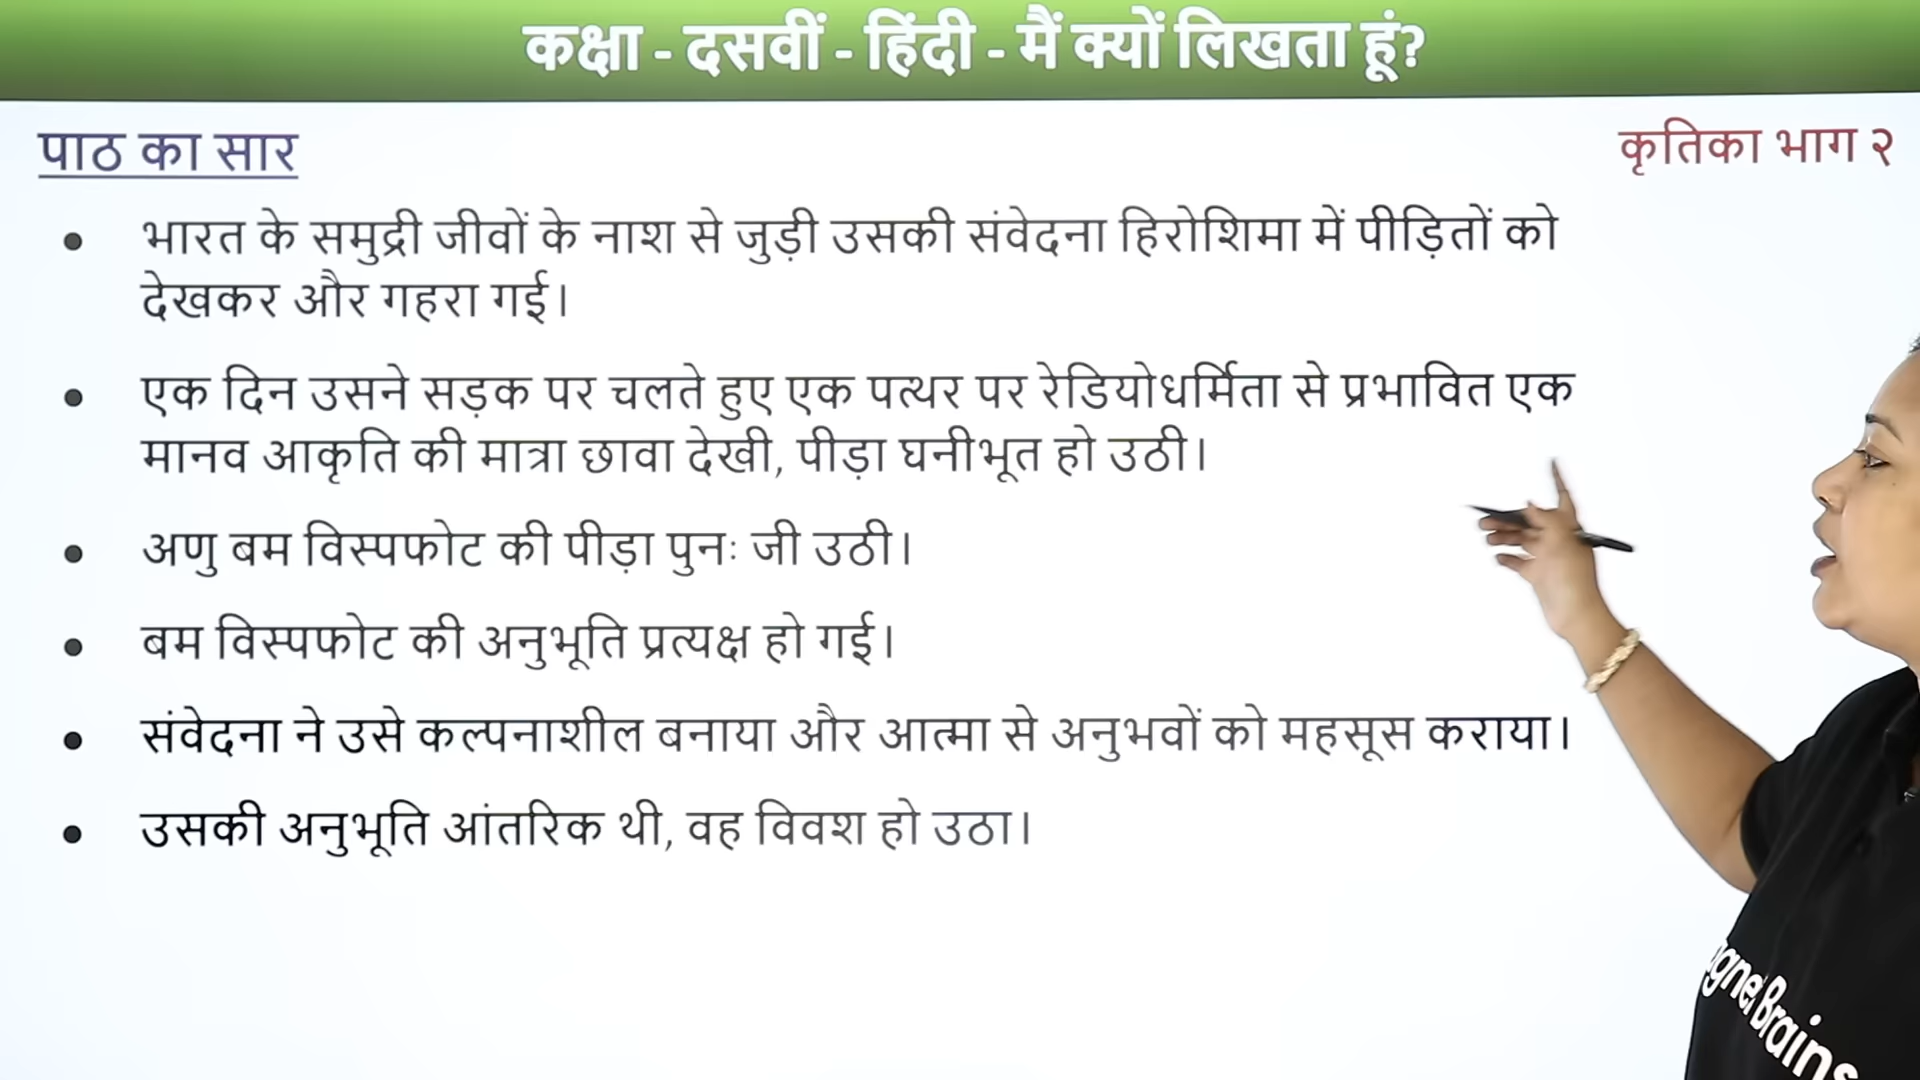 कक्षा - दसवीं - हिंदी - मैं क्यों लिखता हूं?
पाठ का सार
कृतिका भाग २
• भारत के समुद्री जीवों के नाश से जुड़ी उसकी संवेदना हिरोशिमा में पीड़ितों को
देखकर और गहरा गई।
• एक दिन उसने सड़क पर चलते हुए एक पत्थर पर रेडियोधर्मिता से प्रभावित एक
मानव आकृति की मात्रा छावा देखी, पीड़ा घनीभूत हो उठी।
• अणु बम विस्पफोट की पीड़ा पुनः जी उठी।
• बम विस्पफोट की अनुभूति प्रत्यक्ष हो गई।
• संवेदना ने उसे कल्पनाशील बनाया और आत्मा से अनुभवों को महसूस कराया।
• उसकी अनुभूति आंतरिक थी, वह विवश हो उठा।
gnet Brains